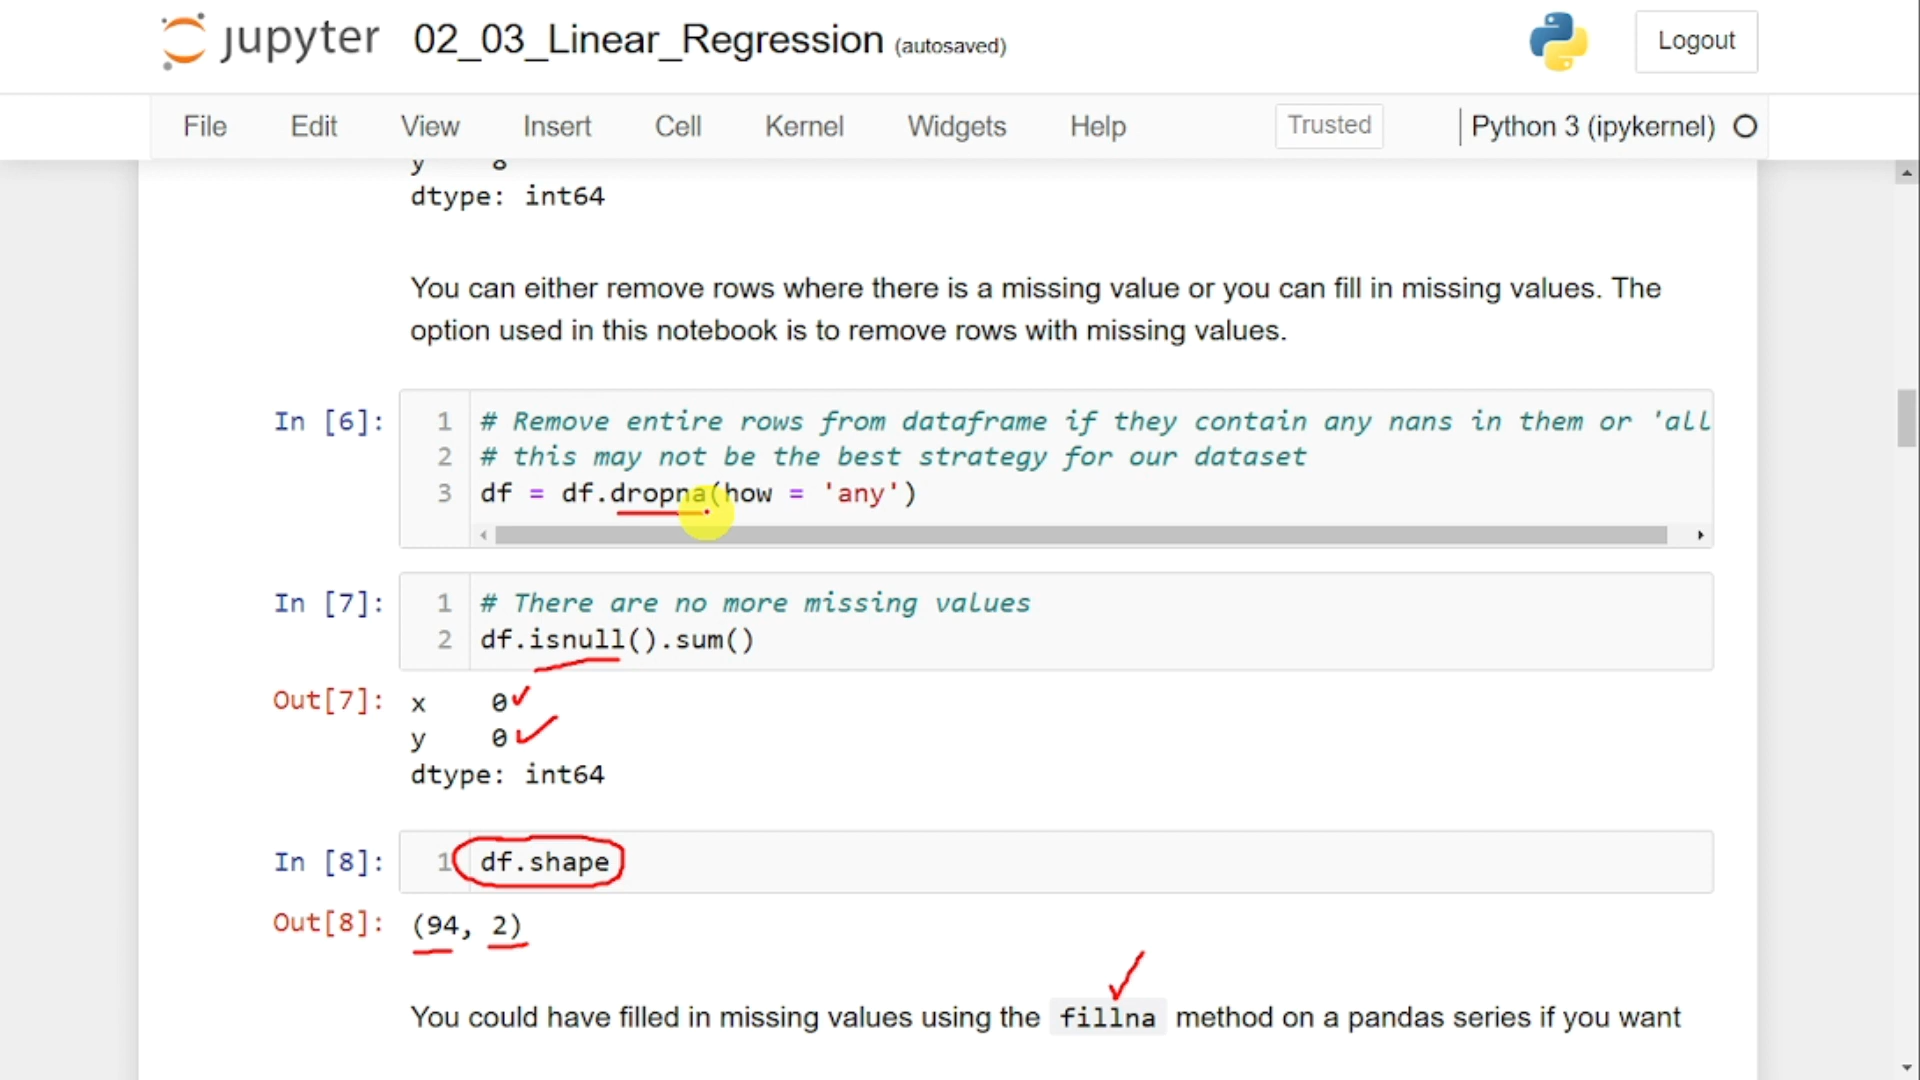 jupyter 02_03_Linear_Regression (autosaved)
Logout
File Edit View Insert Cell Kernel Widgets Help Trusted Python 3 (ipykernel)
y 8
dtype: int64
You can either remove rows where there is a missing value or you can fill in missing values. The
option used in this notebook is to remove rows with missing values.
In [6]: 1 # Remove entire rows from dataframe if they contain any nans in them or 'all
2 # this may not be the best strategy for our dataset
3 df = df.dropna(how = 'any')
In [7]: 1 # There are no more missing values
2 df.isnull().sum()
Out[7]: x 0
y 0
dtype: int64
In [8]: 1 df.shape
Out[8]: (94, 2)
You could have filled in missing values using the fillna method on a pandas series if you want